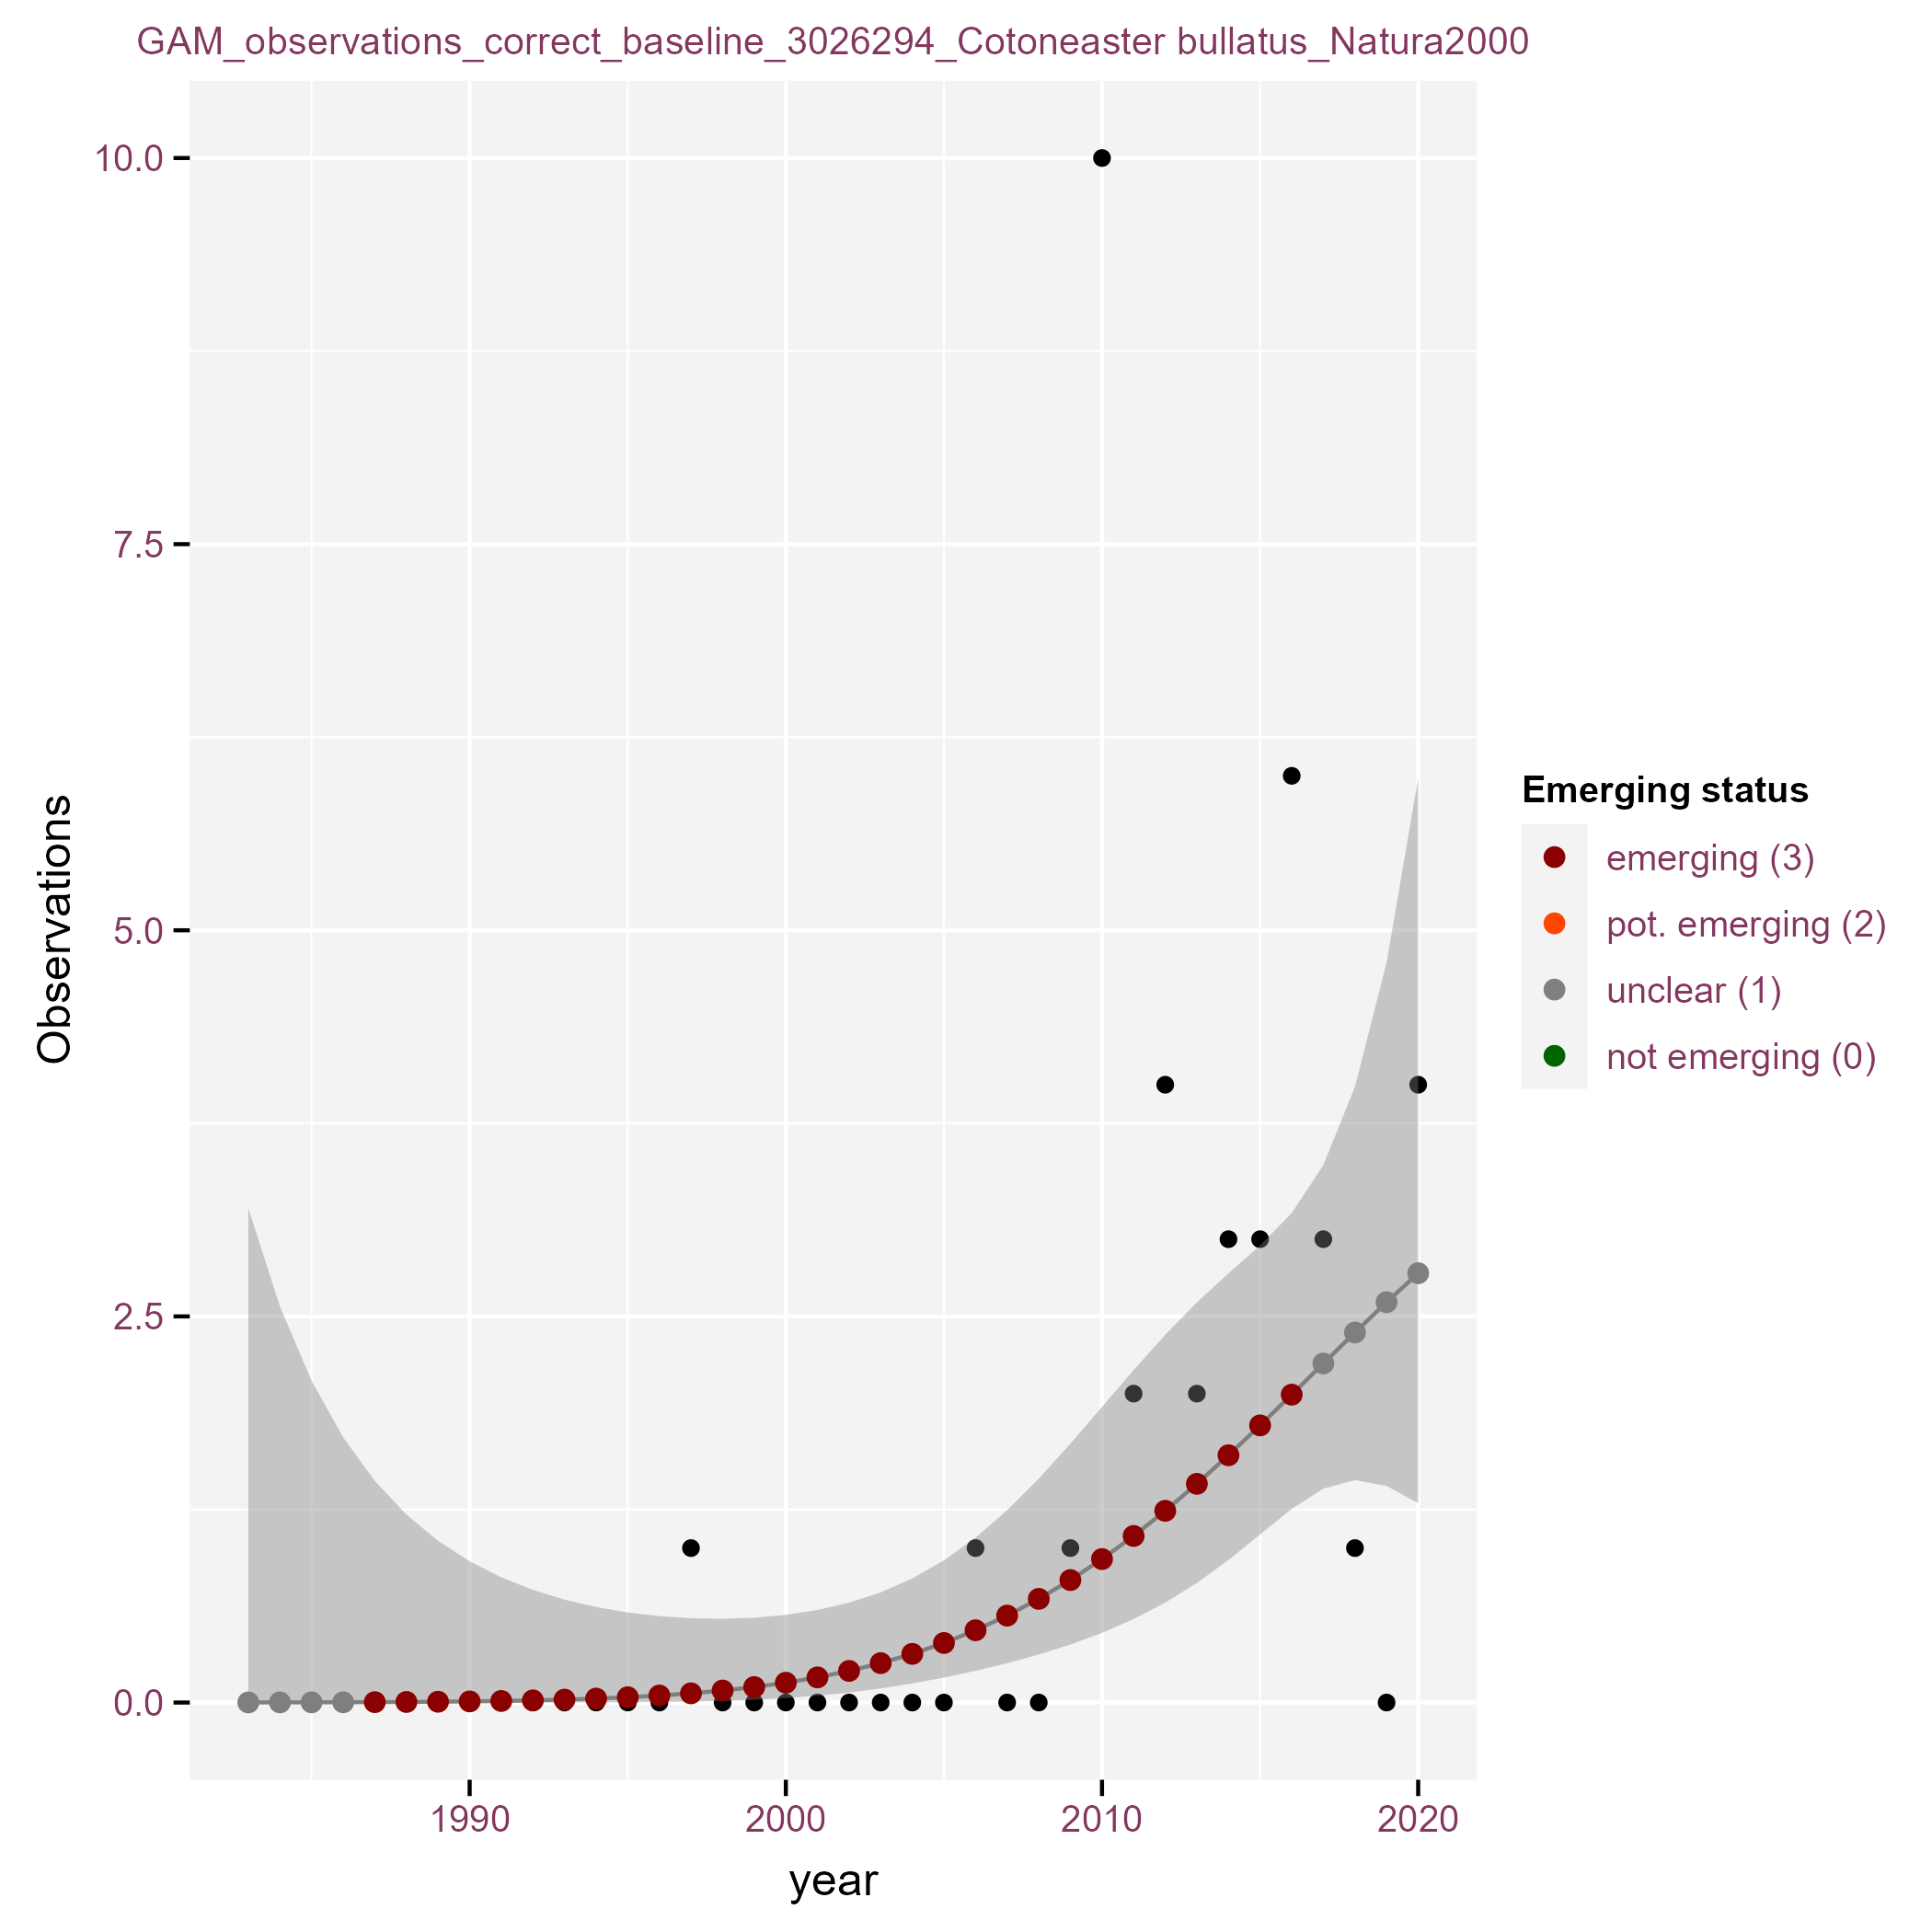 GAM_observations_correct_baseline_3026294_Cotoneaster bullatus_Natura2000
10.0
7.5
5.0
2.5
0.0
Observations
1990
2000
2010
2020
year
Emerging status
emerging (3)
pot. emerging (2)
unclear (1)
not emerging (0)